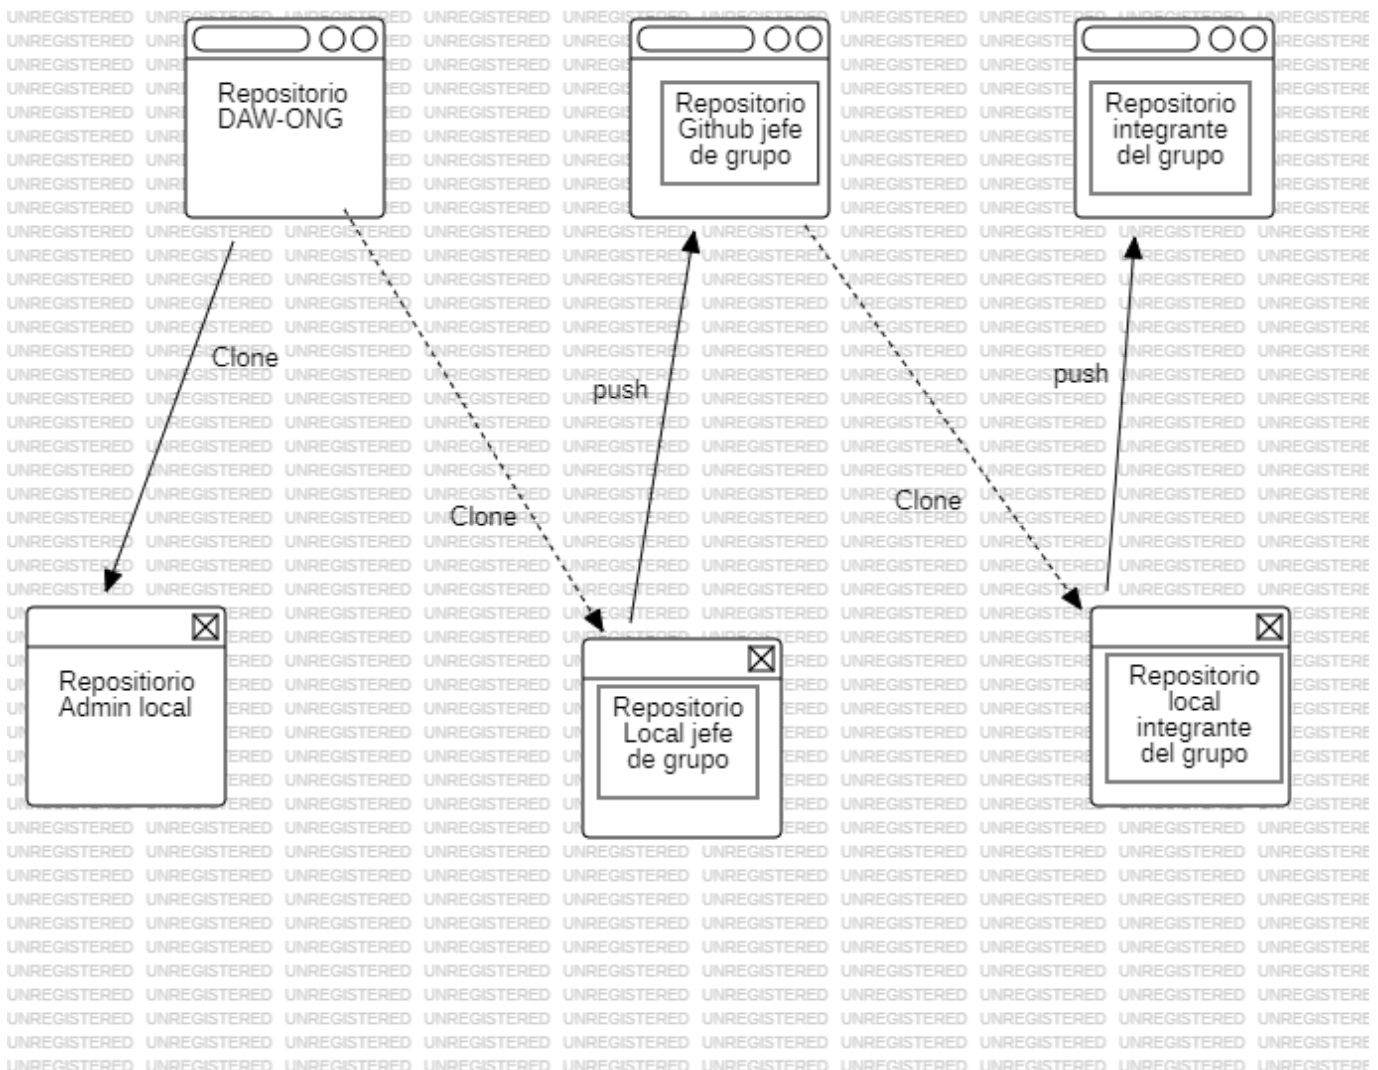 Repositorio
DAW-ONG
Repositorio
Github jefe
de grupo
Repositorio
integrante
del grupo
Clone
push
push
Clone
Clone
Repositiorio
Admin local
Repositorio
Local jefe
de grupo
Repositorio
local
integrante
del grupo
UNREGISTERED